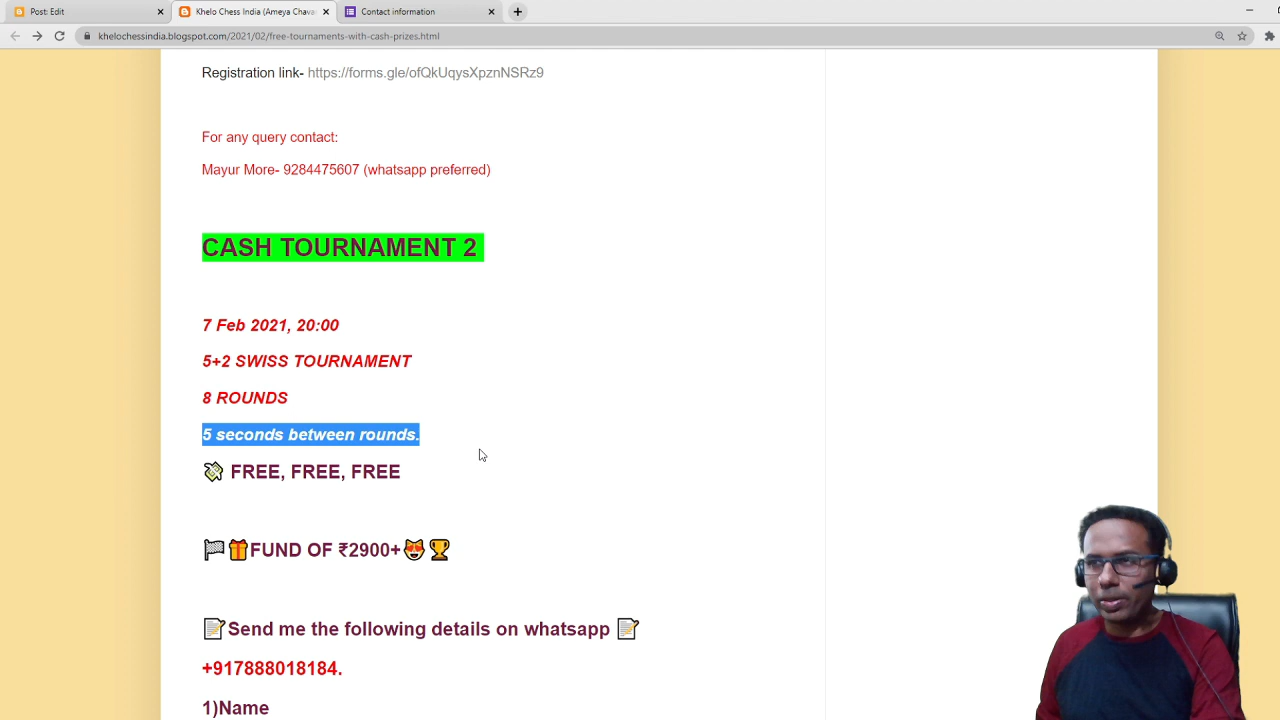 Post: Edit
Khelo Chess India (Ameya Chava
Contact information
khelochessindia.blogspot.com/2021/02/free-tournaments-with-cash-prizes.html
Registration link- https://forms.gle/ofQkUqysXpznNSRz9
For any query contact:
Mayur More- 9284475607 (whatsapp preferred)
CASH TOURNAMENT 2
7 Feb 2021, 20:00
5+2 SWISS TOURNAMENT
8 ROUNDS
5 seconds between rounds.
💸 FREE, FREE, FREE
🏁🎁FUND OF ₹2900+😻🏆
📝Send me the following details on whatsapp 📝
+917888018184.
1)Name